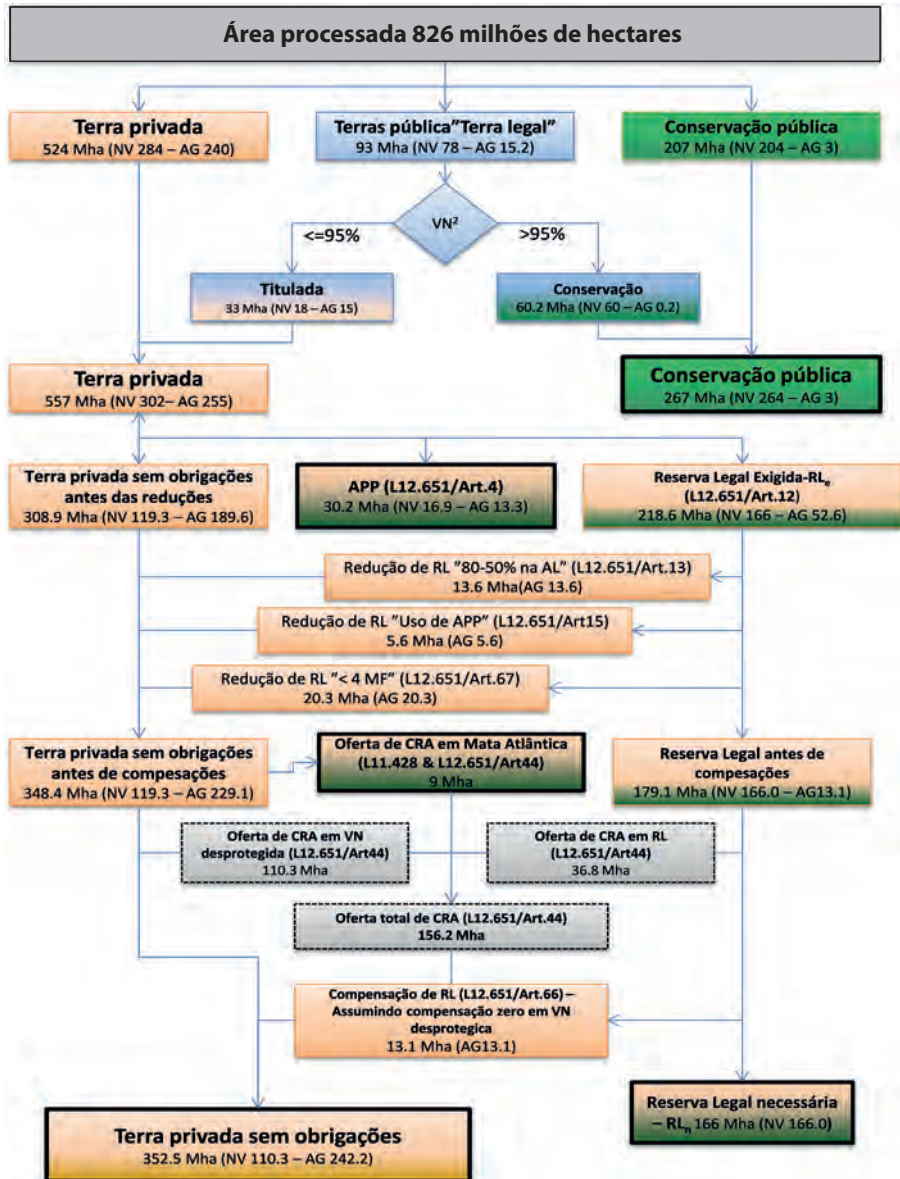 Área processada 826 milhões de hectares
Terra privada
524 Mha (NV 284 – AG 240)
Terras pública"Terra legal"
93 Mha (NV 78 – AG 15.2)
Conservação pública
207 Mha (NV 204 – AG 3)
VN²
<=95%
>95%
Titulada
33 Mha (NV 18 – AG 15)
Conservação
60.2 Mha (NV 60 – AG 0.2)
Terra privada
557 Mha (NV 302– AG 255)
Conservação pública
267 Mha (NV 264 – AG 3)
Terra privada sem obrigações
antes das reduções
308.9 Mha (NV 119.3 – AG 189.6)
APP (L12.651/Art.4)
30.2 Mha (NV 16.9 – AG 13.3)
Reserva Legal Exigida-RLe
(L12.651/Art.12)
218.6 Mha (NV 166 – AG 52.6)
Redução de RL "80-50% na AL" (L12.651/Art.13)
13.6 Mha(AG 13.6)
Redução de RL "Uso de APP" (L12.651/Art15)
5.6 Mha (AG 5.6)
Redução de RL "< 4 MF" (L12.651/Art.67)
20.3 Mha (AG 20.3)
Terra privada sem obrigações
antes de compesações
348.4 Mha (NV 119.3 – AG 229.1)
Oferta de CRA em Mata Atlântica
(L11.428 & L12.651/Art44)
9 Mha
Reserva Legal antes de
compesações
179.1 Mha (NV 166.0 – AG13.1)
Oferta de CRA em VN
desprotegida (L12.651/Art44)
110.3 Mha
Oferta de CRA em RL
(L12.651/Art44)
36.8 Mha
Oferta total de CRA (L12.651/Art.44)
156.2 Mha
Compensação de RL (L12.651/Art.66) –
Assumindo compensação zero em VN
desprotegica
13.1 Mha (AG13.1)
Reserva Legal necessária
– RLn 166 Mha (NV 166.0)
Terra privada sem obrigações
352.5 Mha (NV 110.3 – AG 242.2)